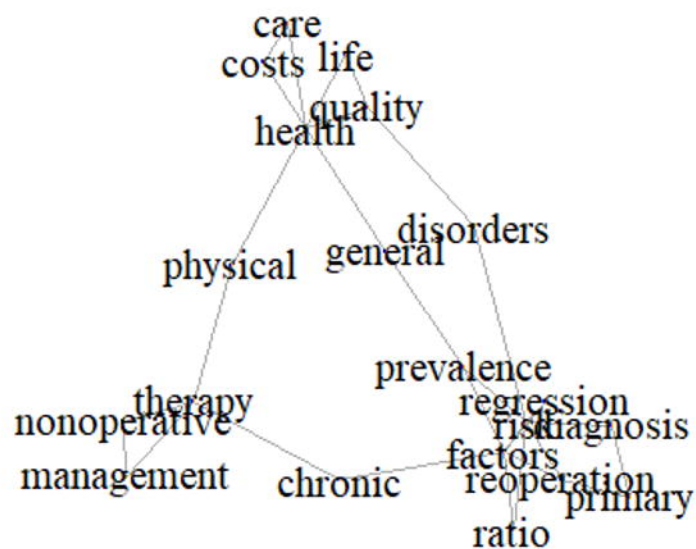 care
costs
life
quality
health
disorders
general
physical
prevalence
therapy
regression
nonoperative
risk
diagnosis
factors
management
chronic
reoperation
primary
ratio